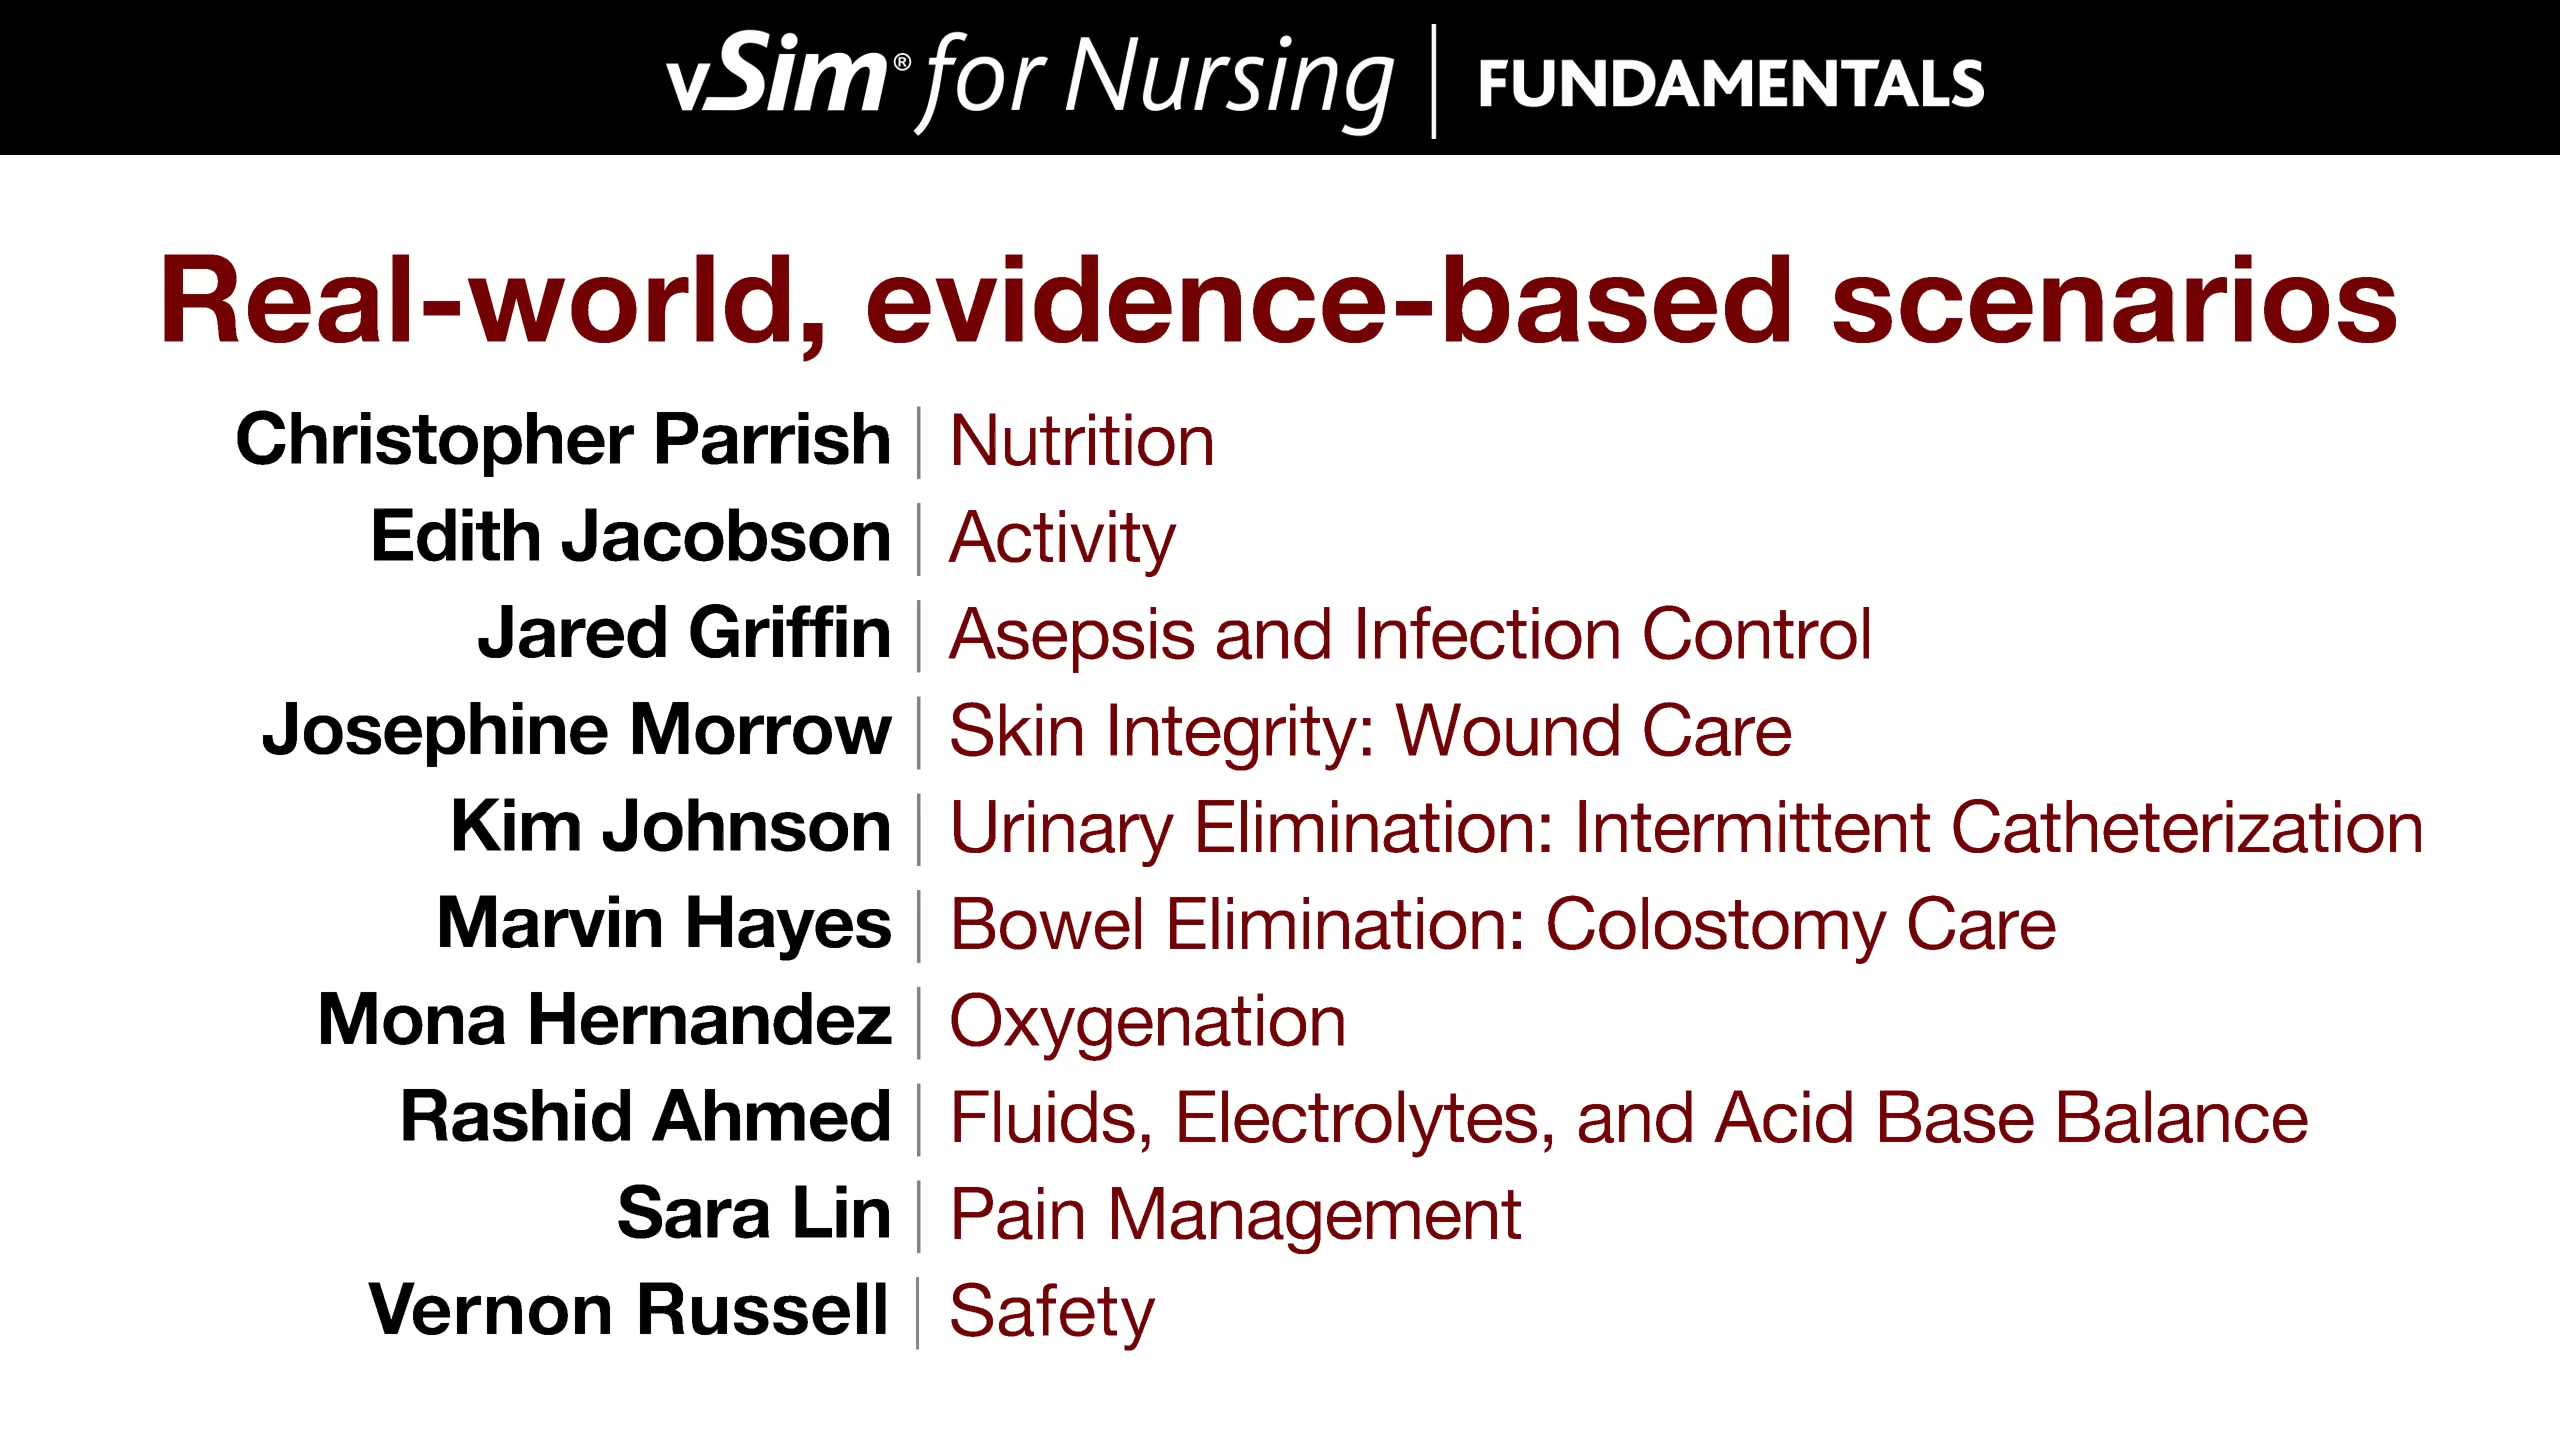 vSim® for Nursing | FUNDAMENTALS
Real-world, evidence-based scenarios
Christopher Parrish | Nutrition
Edith Jacobson | Activity
Jared Griffin | Asepsis and Infection Control
Josephine Morrow | Skin Integrity: Wound Care
Kim Johnson | Urinary Elimination: Intermittent Catheterization
Marvin Hayes | Bowel Elimination: Colostomy Care
Mona Hernandez | Oxygenation
Rashid Ahmed | Fluids, Electrolytes, and Acid Base Balance
Sara Lin | Pain Management
Vernon Russell | Safety